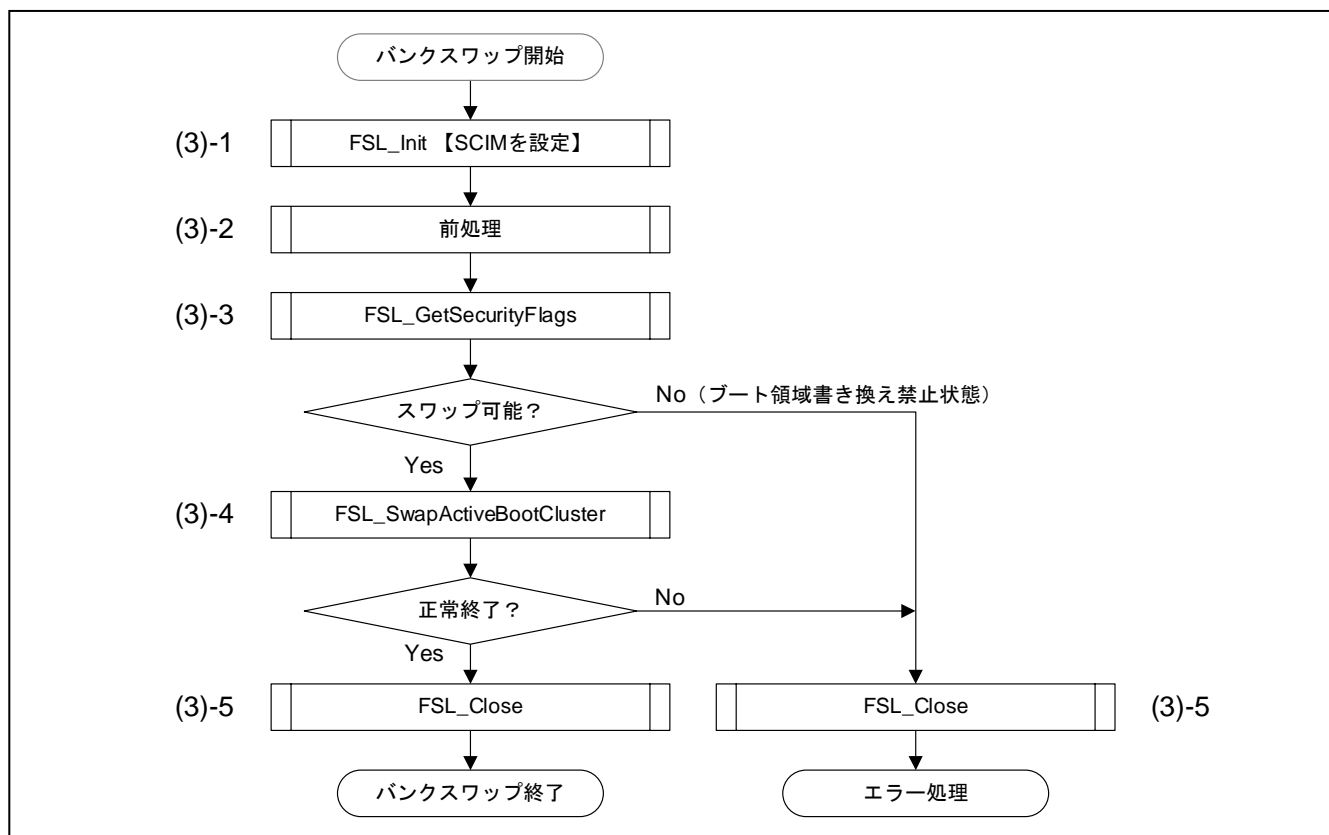 バンクスワップ開始
(3)-1
FSL_Init 【SCIMを設定】
(3)-2
前処理
(3)-3
FSL_GetSecurityFlags
スワップ可能？
No（ブート領域書き換え禁止状態）
Yes
(3)-4
FSL_SwapActiveBootCluster
正常終了？
No
Yes
(3)-5
FSL_Close
FSL_Close
(3)-5
バンクスワップ終了
エラー処理